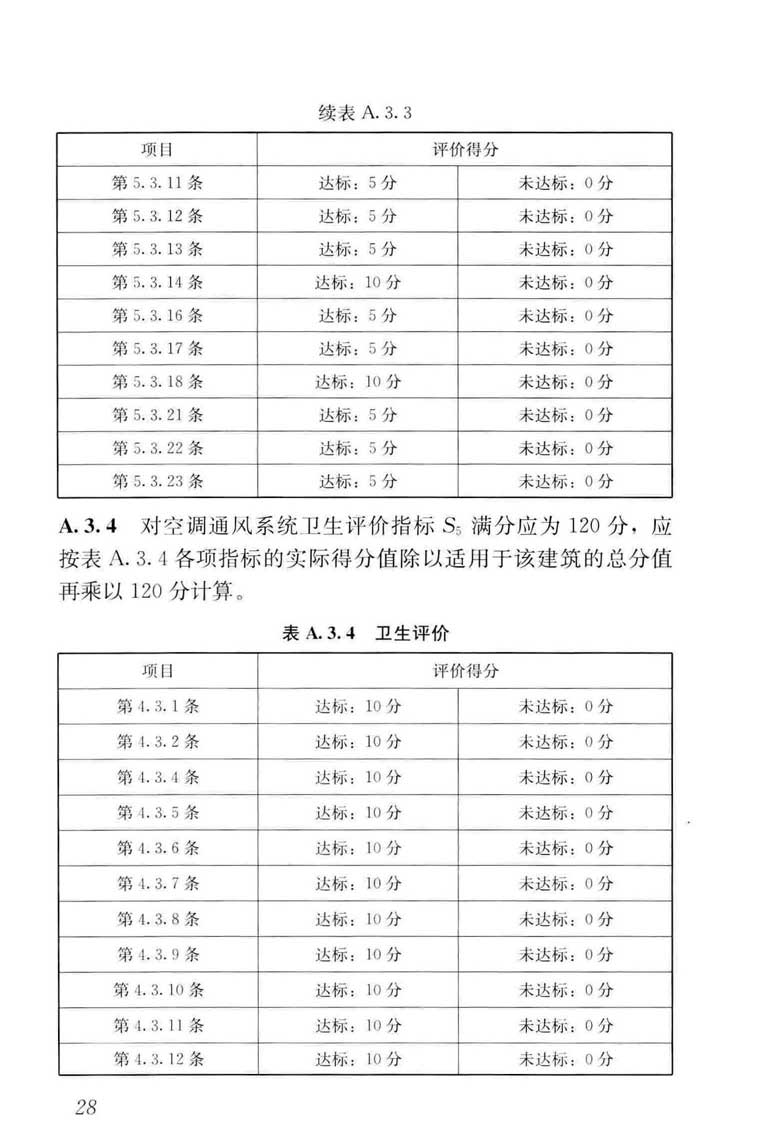 续表 A.3.3
项目 评价得分
第 5.3.11 条 达标：5 分 未达标：0 分
第 5.3.12 条 达标：5 分 未达标：0 分
第 5.3.13 条 达标：5 分 未达标：0 分
第 5.3.14 条 达标：10 分 未达标：0 分
第 5.3.16 条 达标：5 分 未达标：0 分
第 5.3.17 条 达标：5 分 未达标：0 分
第 5.3.18 条 达标：10 分 未达标：0 分
第 5.3.21 条 达标：5 分 未达标：0 分
第 5.3.22 条 达标：5 分 未达标：0 分
第 5.3.23 条 达标：5 分 未达标：0 分
A.3.4 对空调通风系统卫生评价指标 S₅ 满分应为 120 分，应
按表 A.3.4 各项指标的实际得分值除以适用于该建筑的总分值
再乘以 120 分计算。
表 A.3.4 卫生评价
项目 评价得分
第 4.3.1 条 达标：10 分 未达标：0 分
第 4.3.2 条 达标：10 分 未达标：0 分
第 4.3.4 条 达标：10 分 未达标：0 分
第 4.3.5 条 达标：10 分 未达标：0 分
第 4.3.6 条 达标：10 分 未达标：0 分
第 4.3.7 条 达标：10 分 未达标：0 分
第 4.3.8 条 达标：10 分 未达标：0 分
第 4.3.9 条 达标：10 分 未达标：0 分
第 4.3.10 条 达标：10 分 未达标：0 分
第 4.3.11 条 达标：10 分 未达标：0 分
第 4.3.12 条 达标：10 分 未达标：0 分
28